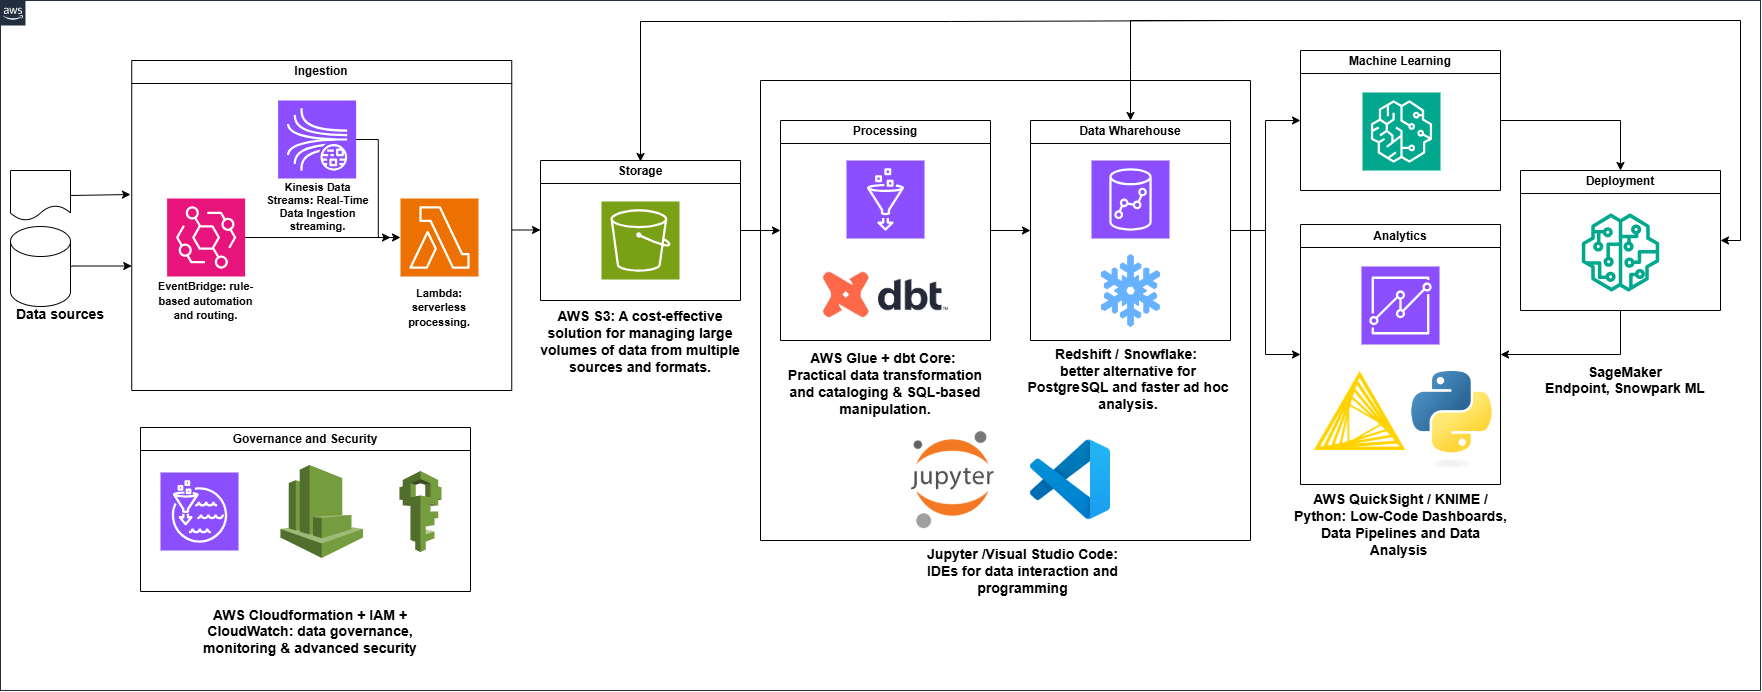 aws
Ingestion
Kinesis Data
Streams: Real-Time
Data Ingestion
streaming.
EventBridge: rule-
based automation
and routing.
Lambda:
serverless
processing.
Data sources
Storage
AWS S3: A cost-effective
solution for managing large
volumes of data from multiple
sources and formats.
Processing
dbt
AWS Glue + dbt Core:
Practical data transformation
and cataloging & SQL-based
manipulation.
Data Wharehouse
Redshift / Snowflake:
better alternative for
PostgreSQL and faster ad hoc
analysis.
jupyter
Jupyter /Visual Studio Code:
IDEs for data interaction and
programming
Machine Learning
Analytics
AWS QuickSight / KNIME /
Python: Low-Code Dashboards,
Data Pipelines and Data
Analysis
Deployment
SageMaker
Endpoint, Snowpark ML
Governance and Security
AWS Cloudformation + IAM +
CloudWatch: data governance,
monitoring & advanced security